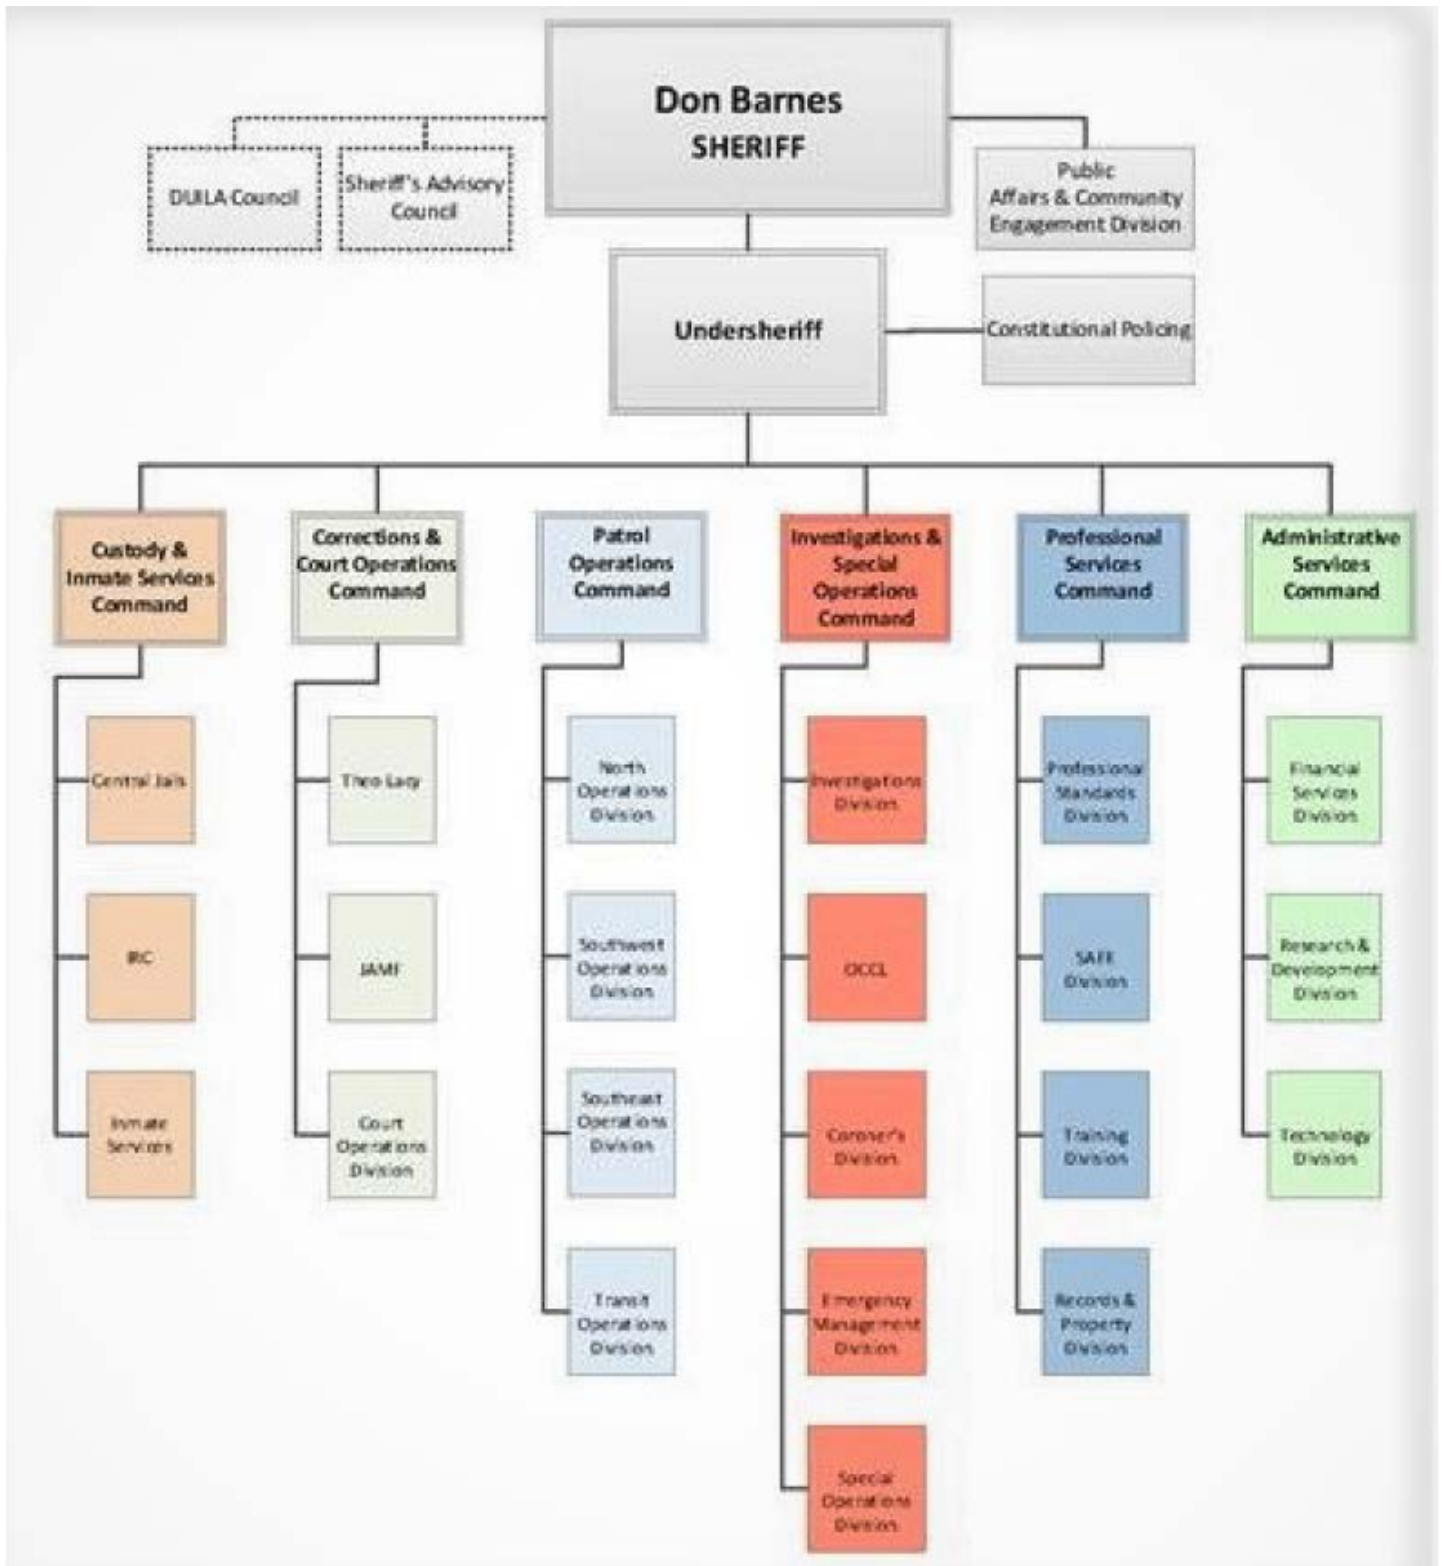 Don Barnes
SHERIFF
DUILA Council
Sheriff's Advisory
Council
Public
Affairs & Community
Engagement Division
Undersheriff
Constitutional Policing
Custody &
Inmate Services
Command
Corrections &
Court Operations
Command
Patrol
Operations
Command
Investigations &
Special
Operations
Command
Professional
Services
Command
Administrative
Services
Command
Central Jails
IRC
Inmate
Services
Theo Lacy
JAMF
Court
Operations
Division
North
Operations
Division
Southwest
Operations
Division
Southeast
Operations
Division
Transit
Operations
Division
Investigations
Division
OCCL
Coroner's
Division
Emergency
Management
Division
Special
Operations
Division
Professional
Standards
Division
SAFE
Division
Training
Division
Records &
Property
Division
Financial
Services
Division
Research &
Development
Division
Technology
Division